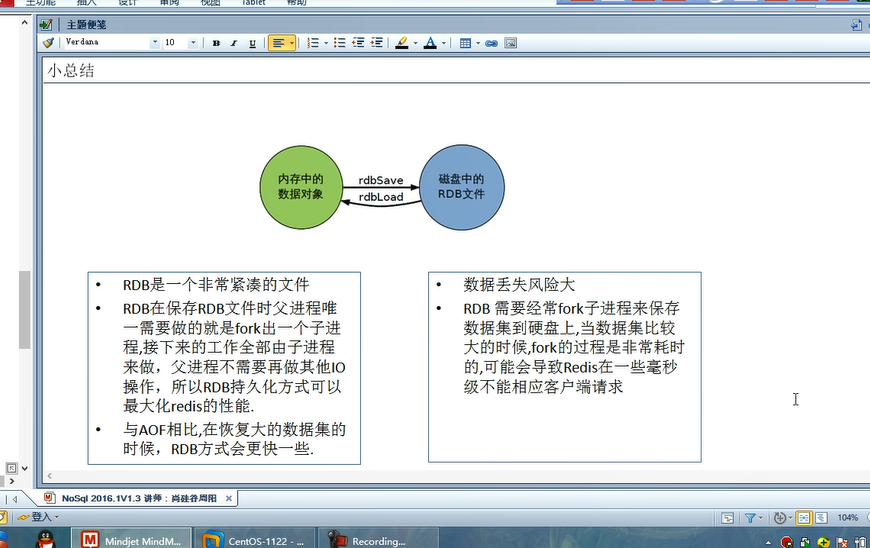 主功能 插入 设计 审阅 视图 Tablet 帮助
主题便笺
Verdana 10 B I U
小总结
内存中的
数据对象
rdbSave
rdbLoad
磁盘中的
RDB文件
• RDB是一个非常紧凑的文件
• RDB在保存RDB文件时父进程唯
一需要做的就是fork出一个子进
程,接下来的工作全部由子进程
来做，父进程不需要再做其他IO
操作，所以RDB持久化方式可以
最大化redis的性能.
• 与AOF相比,在恢复大的数据集的
时候，RDB方式会更快一些.
• 数据丢失风险大
• RDB 需要经常fork子进程来保存
数据集到硬盘上,当数据集比较
大的时候,fork的过程是非常耗时
的,可能会导致Redis在一些毫秒
级不能相应客户端请求
NoSql 2016.1V1.3 讲师：尚硅谷周阳
登入
104%
Mindjet MindM...
CentOS-1122 - ...
Recording...